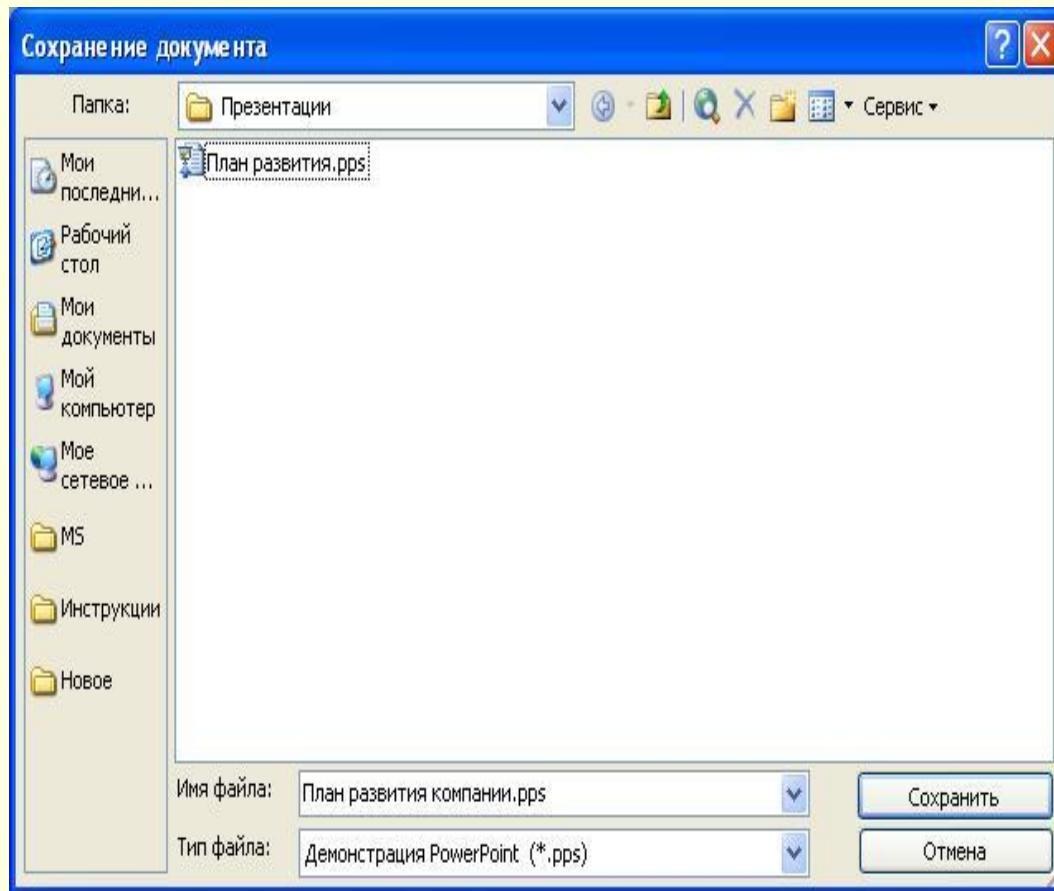 Сохранение документа
Папка:
Презентации
Сервис
План развития.pps
Мои
последни...
Рабочий
стол
Мои
документы
Мой
компьютер
Мое
сетевое ...
MS
Инструкции
Новое
Имя файла:
План развития компании.pps
Сохранить
Тип файла:
Демонстрация PowerPoint (*.pps)
Отмена